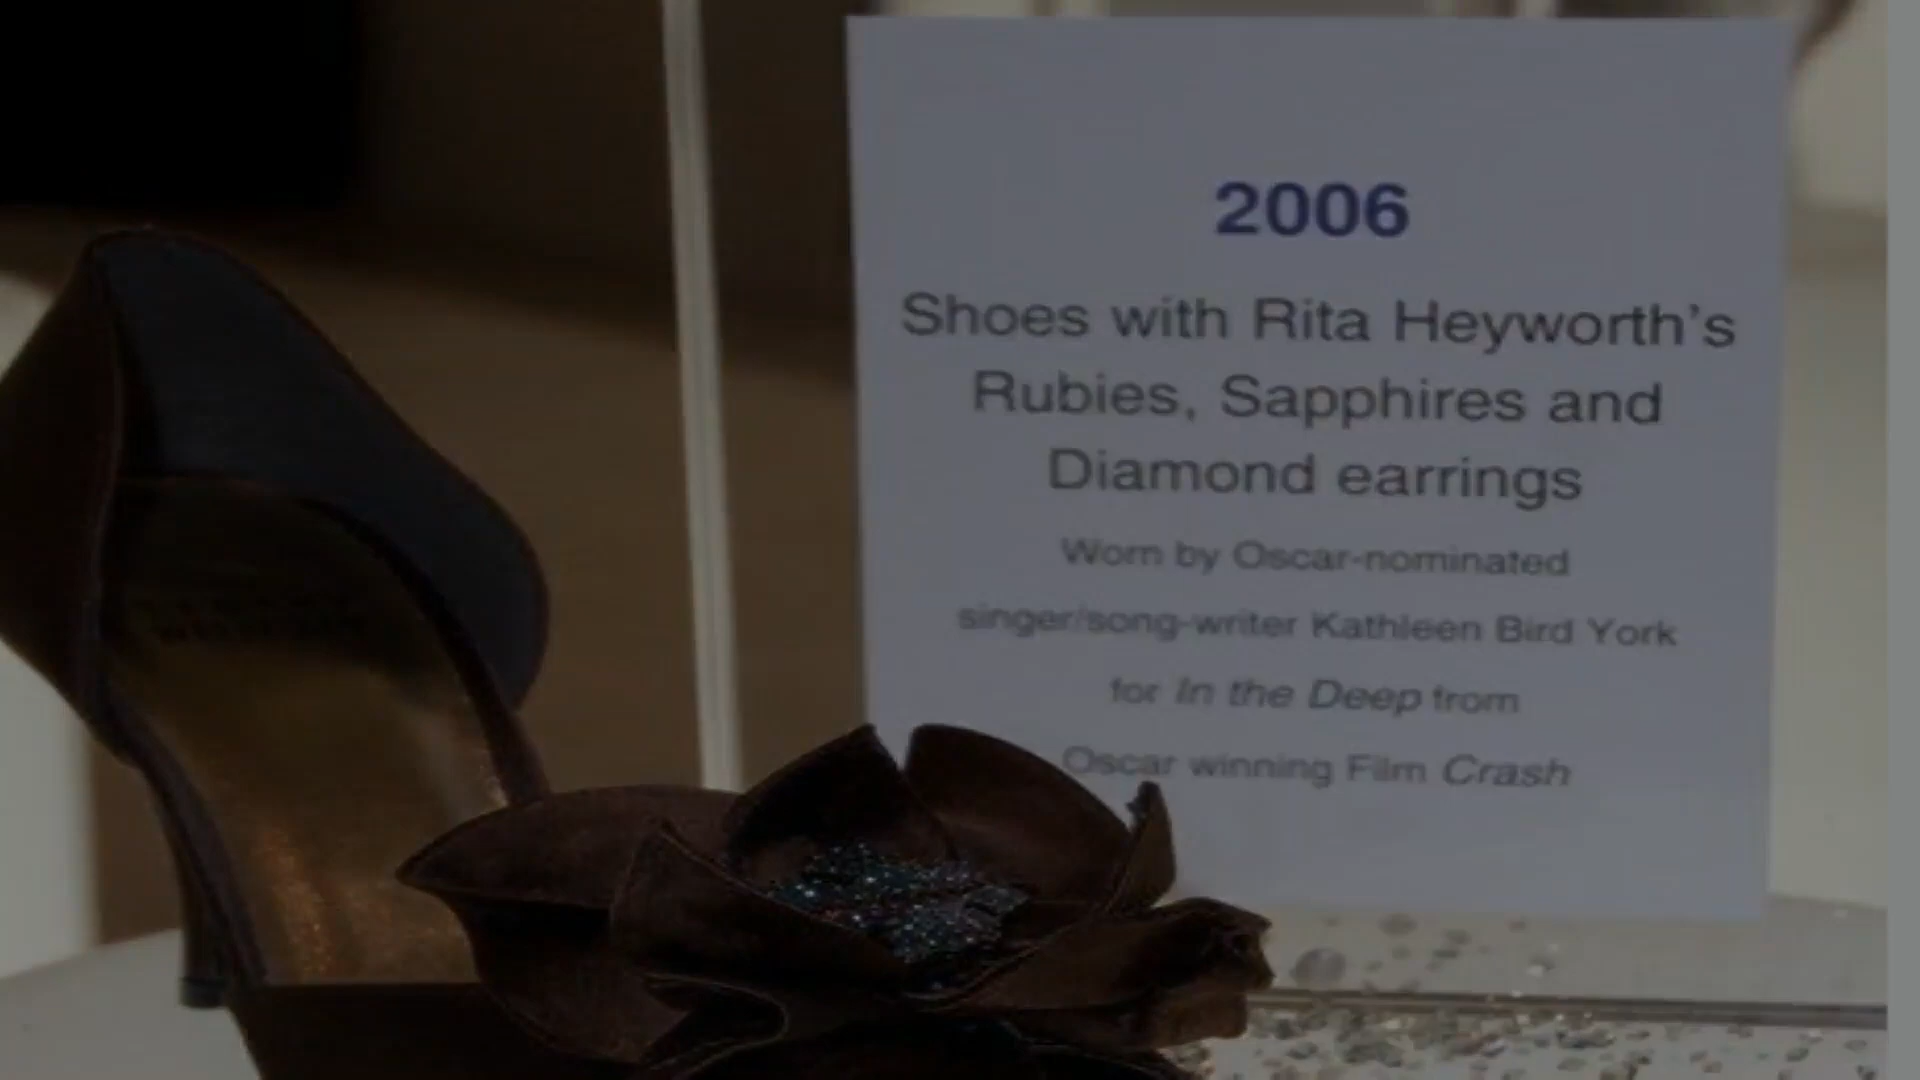 2006
Shoes with Rita Heyworth's
Rubies, Sapphires and
Diamond earrings
Worn by Oscar-nominated
singer/song-writer Kathleen Bird York
for In the Deep from
Oscar winning Film Crash